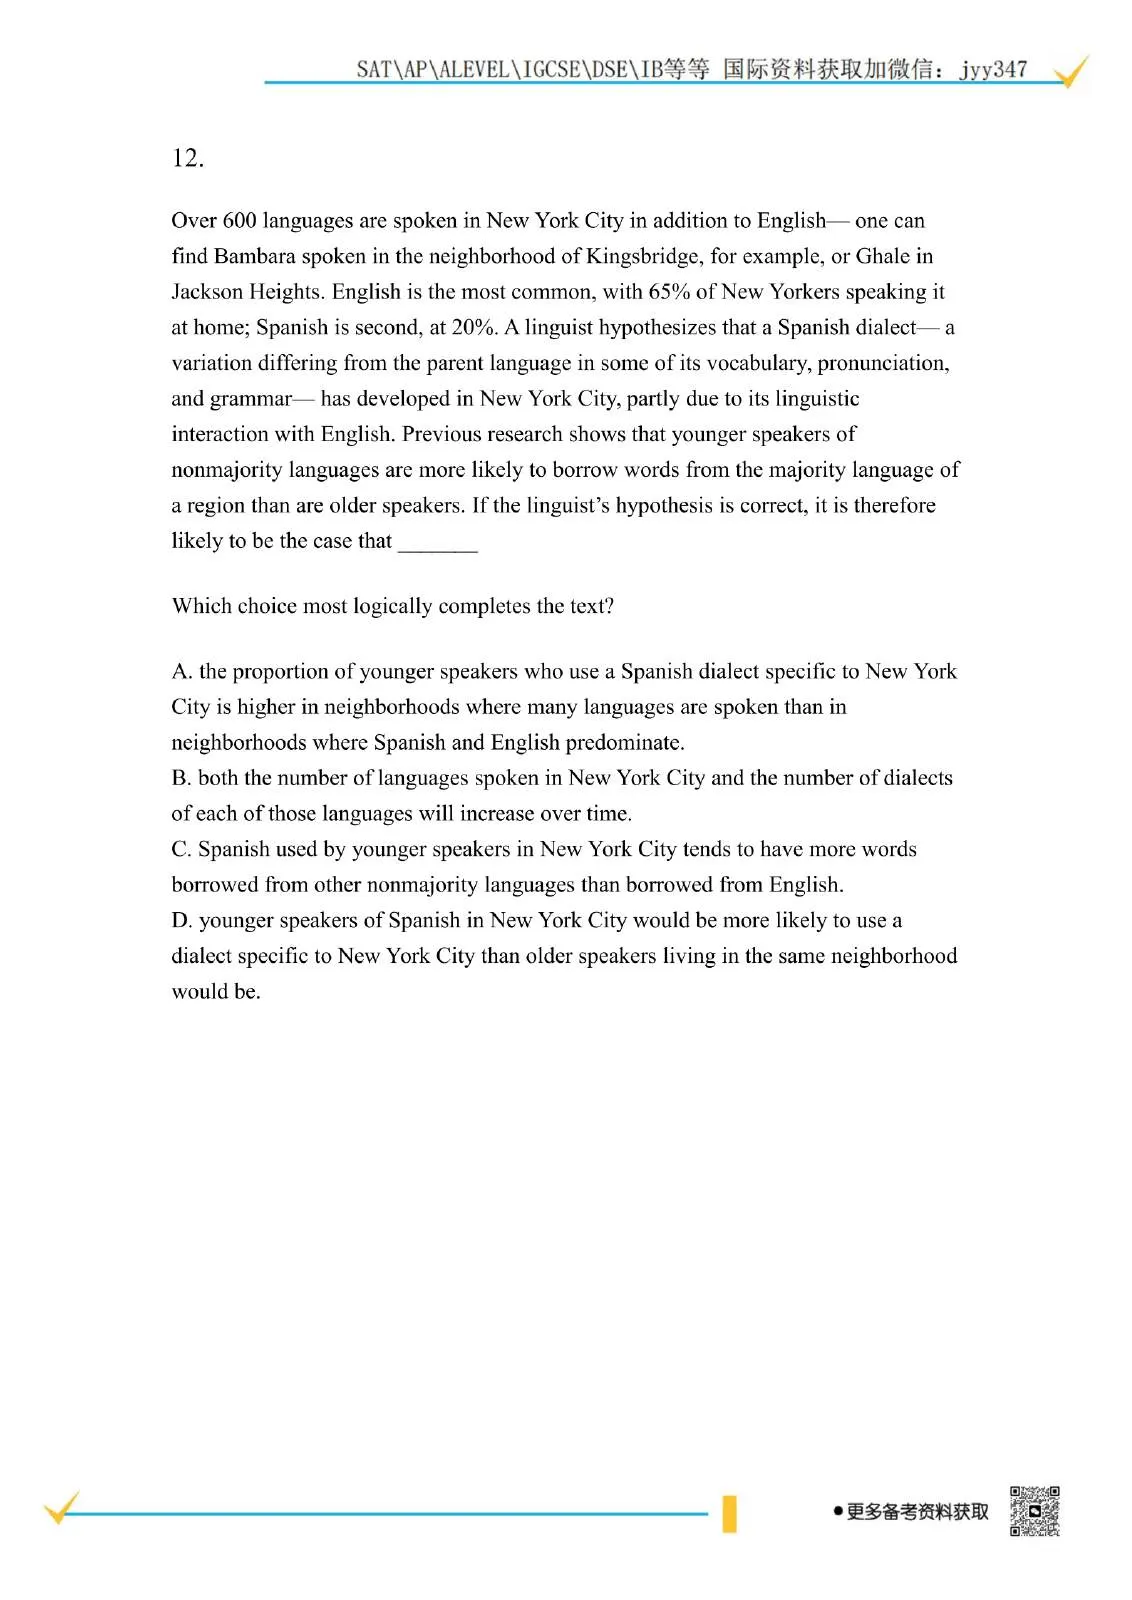 SAT\AP\ALEVEL\IGCSE\DSE\IB等等 国际资料获取加微信：jyy347
12.
Over 600 languages are spoken in New York City in addition to English— one can
find Bambara spoken in the neighborhood of Kingsbridge, for example, or Ghale in
Jackson Heights. English is the most common, with 65% of New Yorkers speaking it
at home; Spanish is second, at 20%. A linguist hypothesizes that a Spanish dialect— a
variation differing from the parent language in some of its vocabulary, pronunciation,
and grammar— has developed in New York City, partly due to its linguistic
interaction with English. Previous research shows that younger speakers of
nonmajority languages are more likely to borrow words from the majority language of
a region than are older speakers. If the linguist’s hypothesis is correct, it is therefore
likely to be the case that _______
Which choice most logically completes the text?
A. the proportion of younger speakers who use a Spanish dialect specific to New York
City is higher in neighborhoods where many languages are spoken than in
neighborhoods where Spanish and English predominate.
B. both the number of languages spoken in New York City and the number of dialects
of each of those languages will increase over time.
C. Spanish used by younger speakers in New York City tends to have more words
borrowed from other nonmajority languages than borrowed from English.
D. younger speakers of Spanish in New York City would be more likely to use a
dialect specific to New York City than older speakers living in the same neighborhood
would be.
●更多备考资料获取